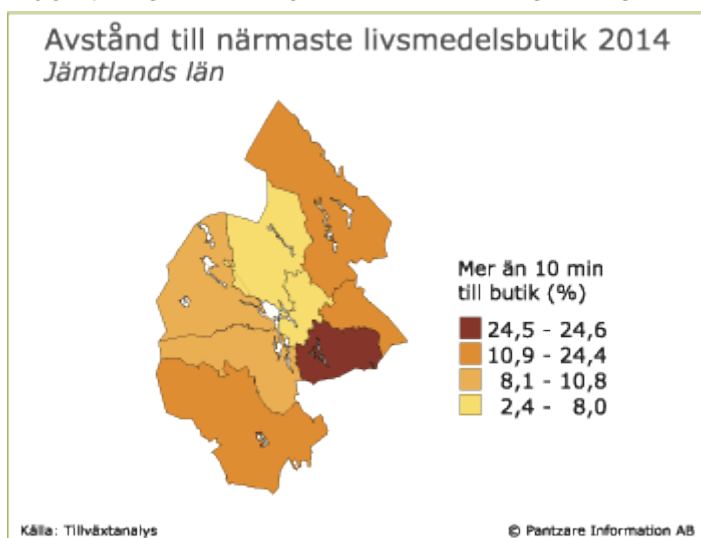 Avstånd till närmaste livsmedelsbutik 2014
Jämtlands län
Mer än 10 min
till butik (%)
24,5 - 24,6
10,9 - 24,4
8,1 - 10,8
2,4 - 8,0
Källa: Tillväxtanalys
© Pantzare Information AB